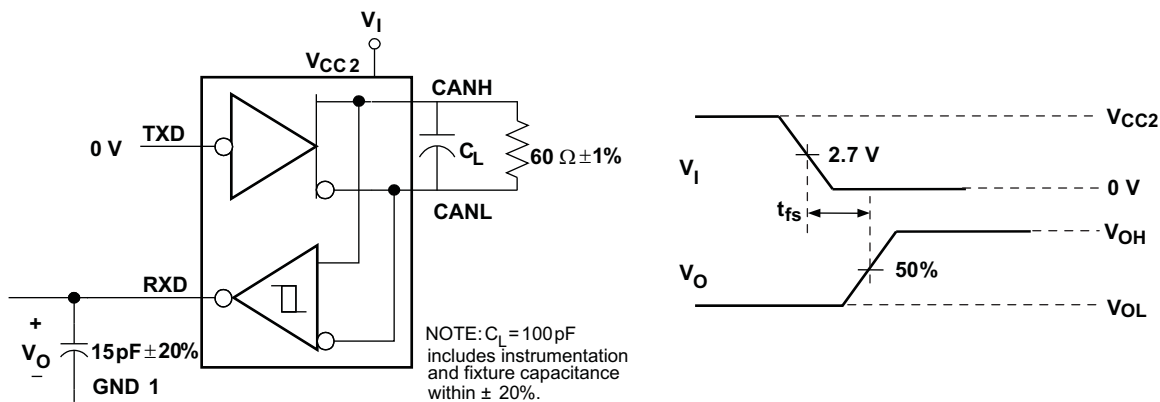 VI
VCC2
CANH
TXD
0 V
CL
60 Ω ±1%
CANL
RXD
+
VO
−
15pF ±20%
GND 1
NOTE: CL = 100pF
includes instrumentation
and fixture capacitance
within ± 20%.
VCC2
VI
2.7 V
0 V
tfs
VOH
VO
50%
VOL